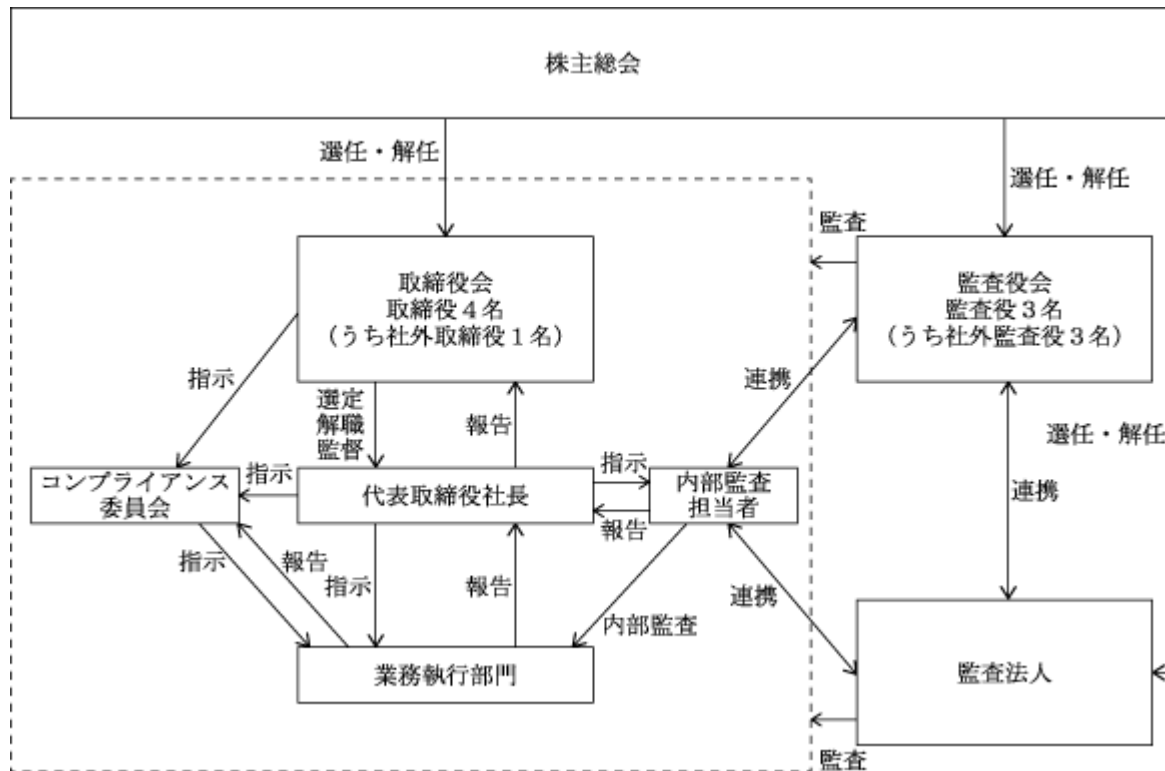 株主総会
選任・解任
選任・解任
監査
取締役会
取締役4名
（うち社外取締役1名）
監査役会
監査役3名
（うち社外監査役3名）
指示
選定
解職
監督
報告
連携
選任・解任
コンプライアンス
委員会
指示
代表取締役社長
指示
報告
内部監査
担当者
連携
指示
報告
指示
報告
内部監査
連携
業務執行部門
監査法人
監査